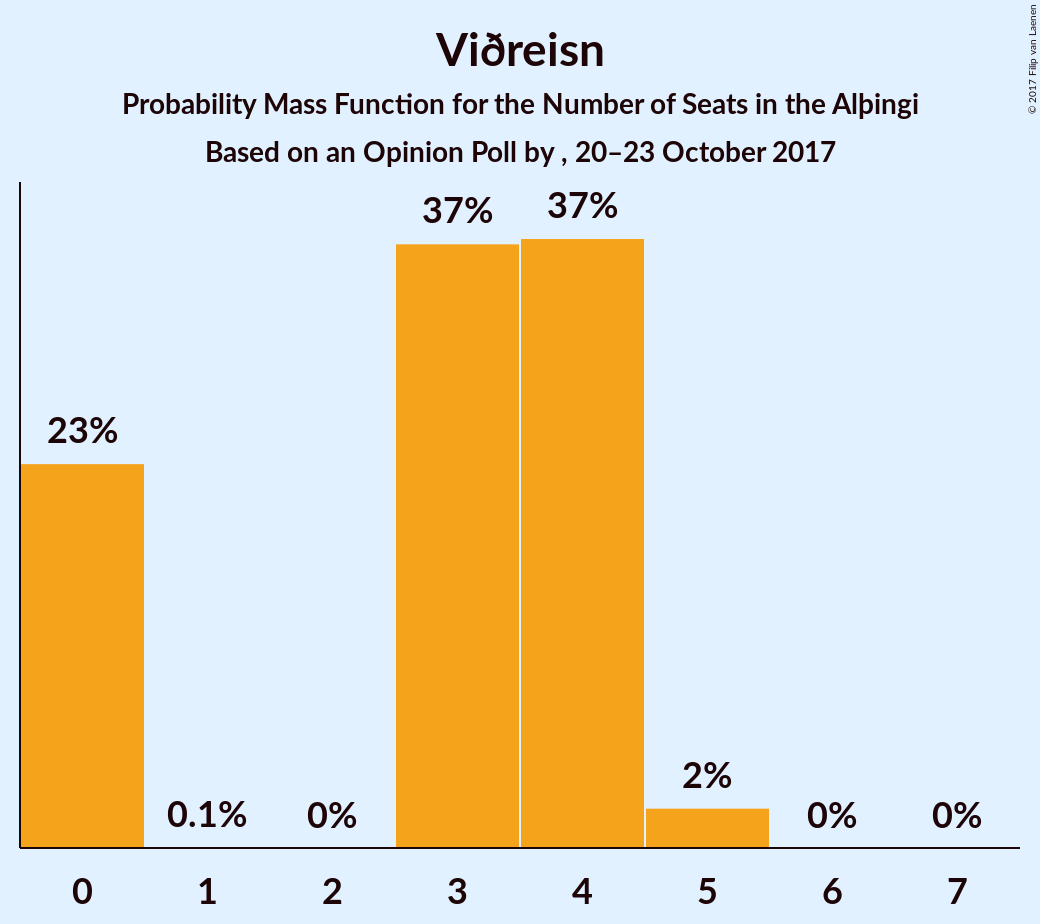 Viðreisn
Probability Mass Function for the Number of Seats in the Alþingi
Based on an Opinion Poll by , 20–23 October 2017
© 2017 Filip van Laenen
23%
0.1%
0%
37%
37%
2%
0%
0%
0 1 2 3 4 5 6 7